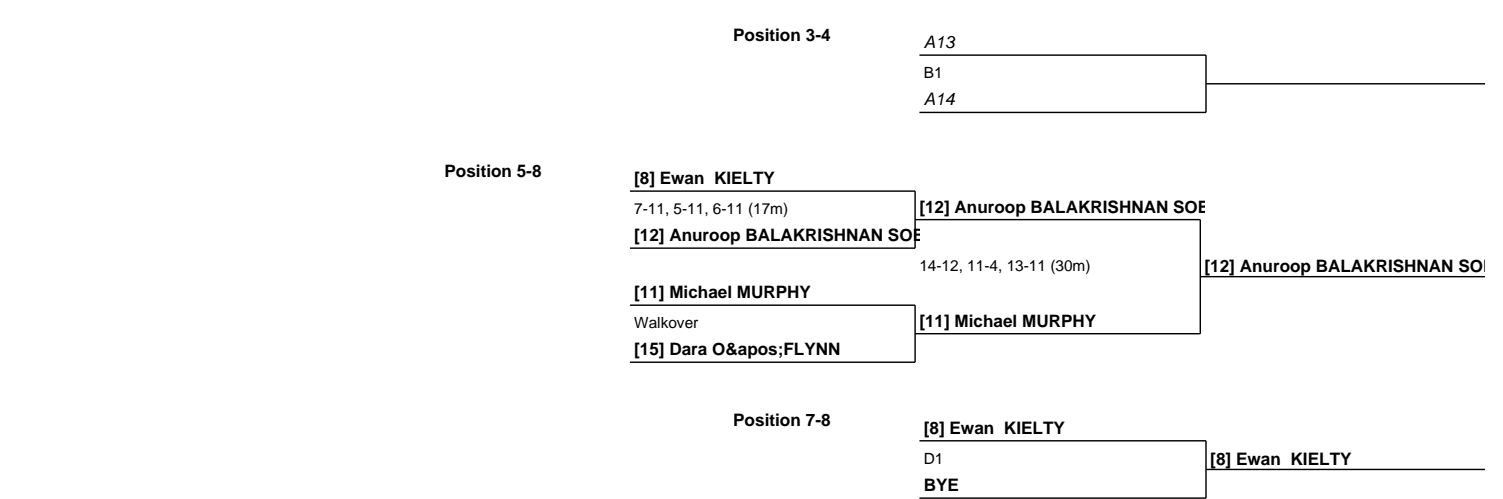 Position 3-4
A13
B1
A14
Position 5-8
[8] Ewan KIELTY
7-11, 5-11, 6-11 (17m)
[12] Anuroop BALAKRISHNAN SOE
[12] Anuroop BALAKRISHNAN SOE
14-12, 11-4, 13-11 (30m)
[12] Anuroop BALAKRISHNAN SO
[11] Michael MURPHY
Walkover
[11] Michael MURPHY
[15] Dara O&apos;FLYNN
Position 7-8
[8] Ewan KIELTY
D1
[8] Ewan KIELTY
BYE